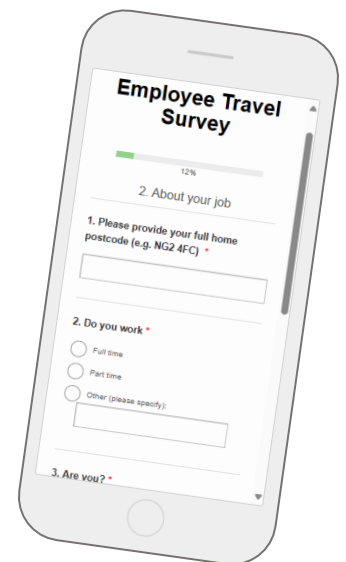 Employee Travel
Survey
12%
2. About your job
1. Please provide your full home
postcode (e.g. NG2 4FC) *
2. Do you work *
Full time
Part time
Other (please specify):
3. Are you? *